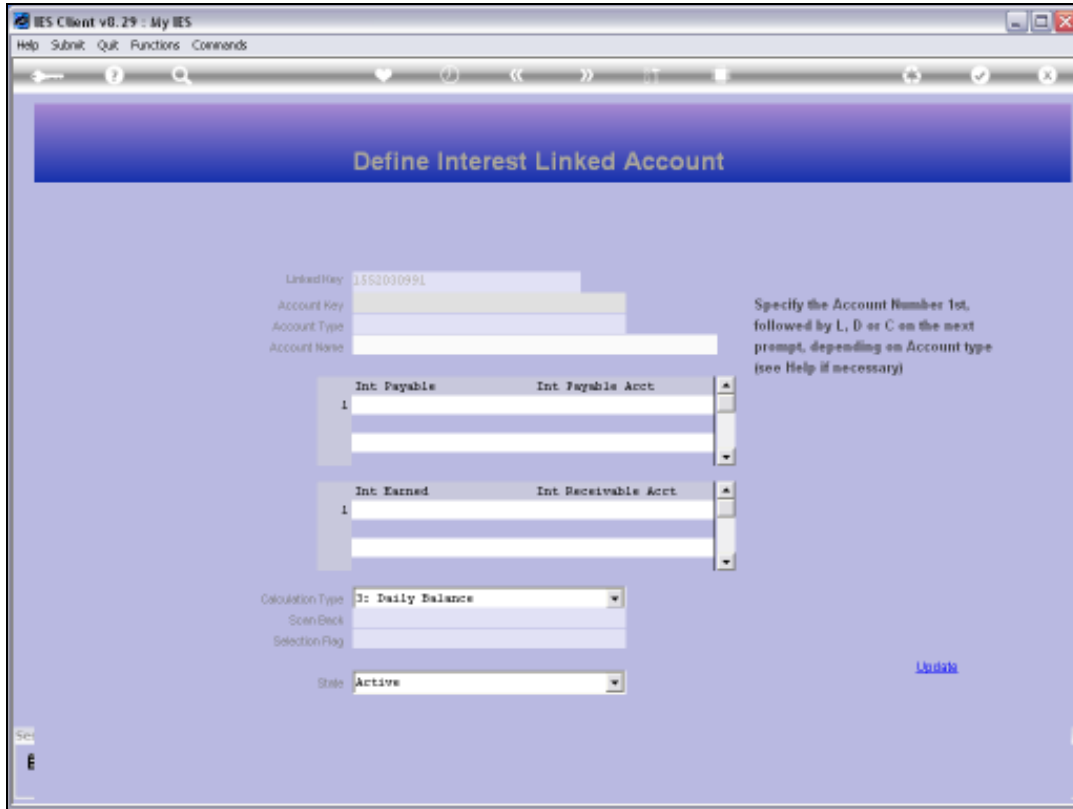 IES Client v8.29 : My IES
Help Submit Quit Functions Commands
Define Interest Linked Account
Linked Key 1552030991
Account Key
Account Type
Account Name
Specify the Account Number 1st,
followed by L, D or C on the next
prompt, depending on Account type
(see Help if necessary)
Int Payable Int Payable Acct
1
Int Earned Int Receivable Acct
1
Calculation Type 3: Daily Balance
Scan Back
Selection Flag
Update
State Active